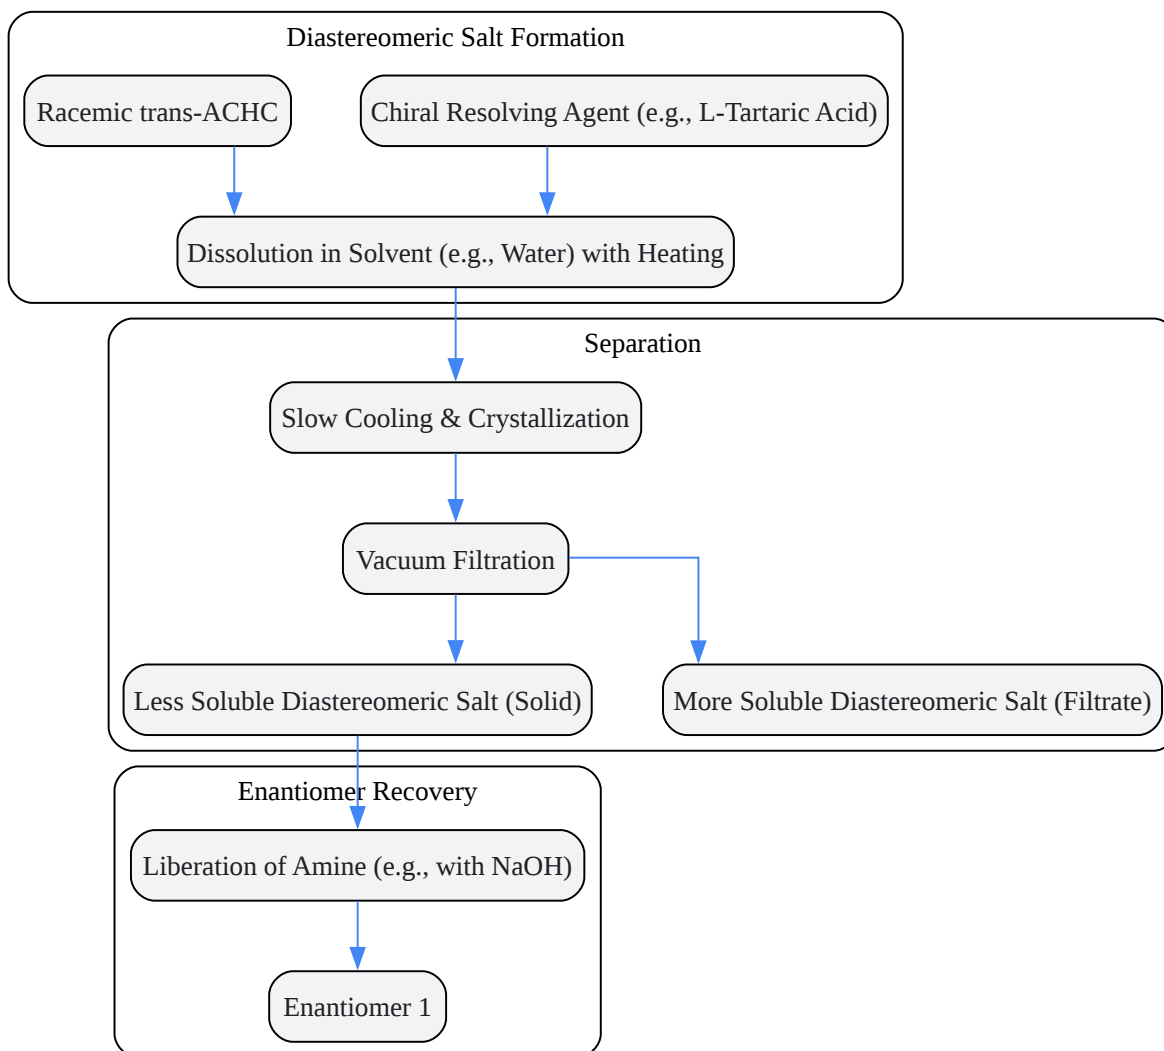 Diastereomeric Salt Formation
Racemic trans-ACHC
Chiral Resolving Agent (e.g., L-Tartaric Acid)
Dissolution in Solvent (e.g., Water) with Heating
Separation
Slow Cooling & Crystallization
Vacuum Filtration
Less Soluble Diastereomeric Salt (Solid)
More Soluble Diastereomeric Salt (Filtrate)
Enantiomer Recovery
Liberation of Amine (e.g., with NaOH)
Enantiomer 1